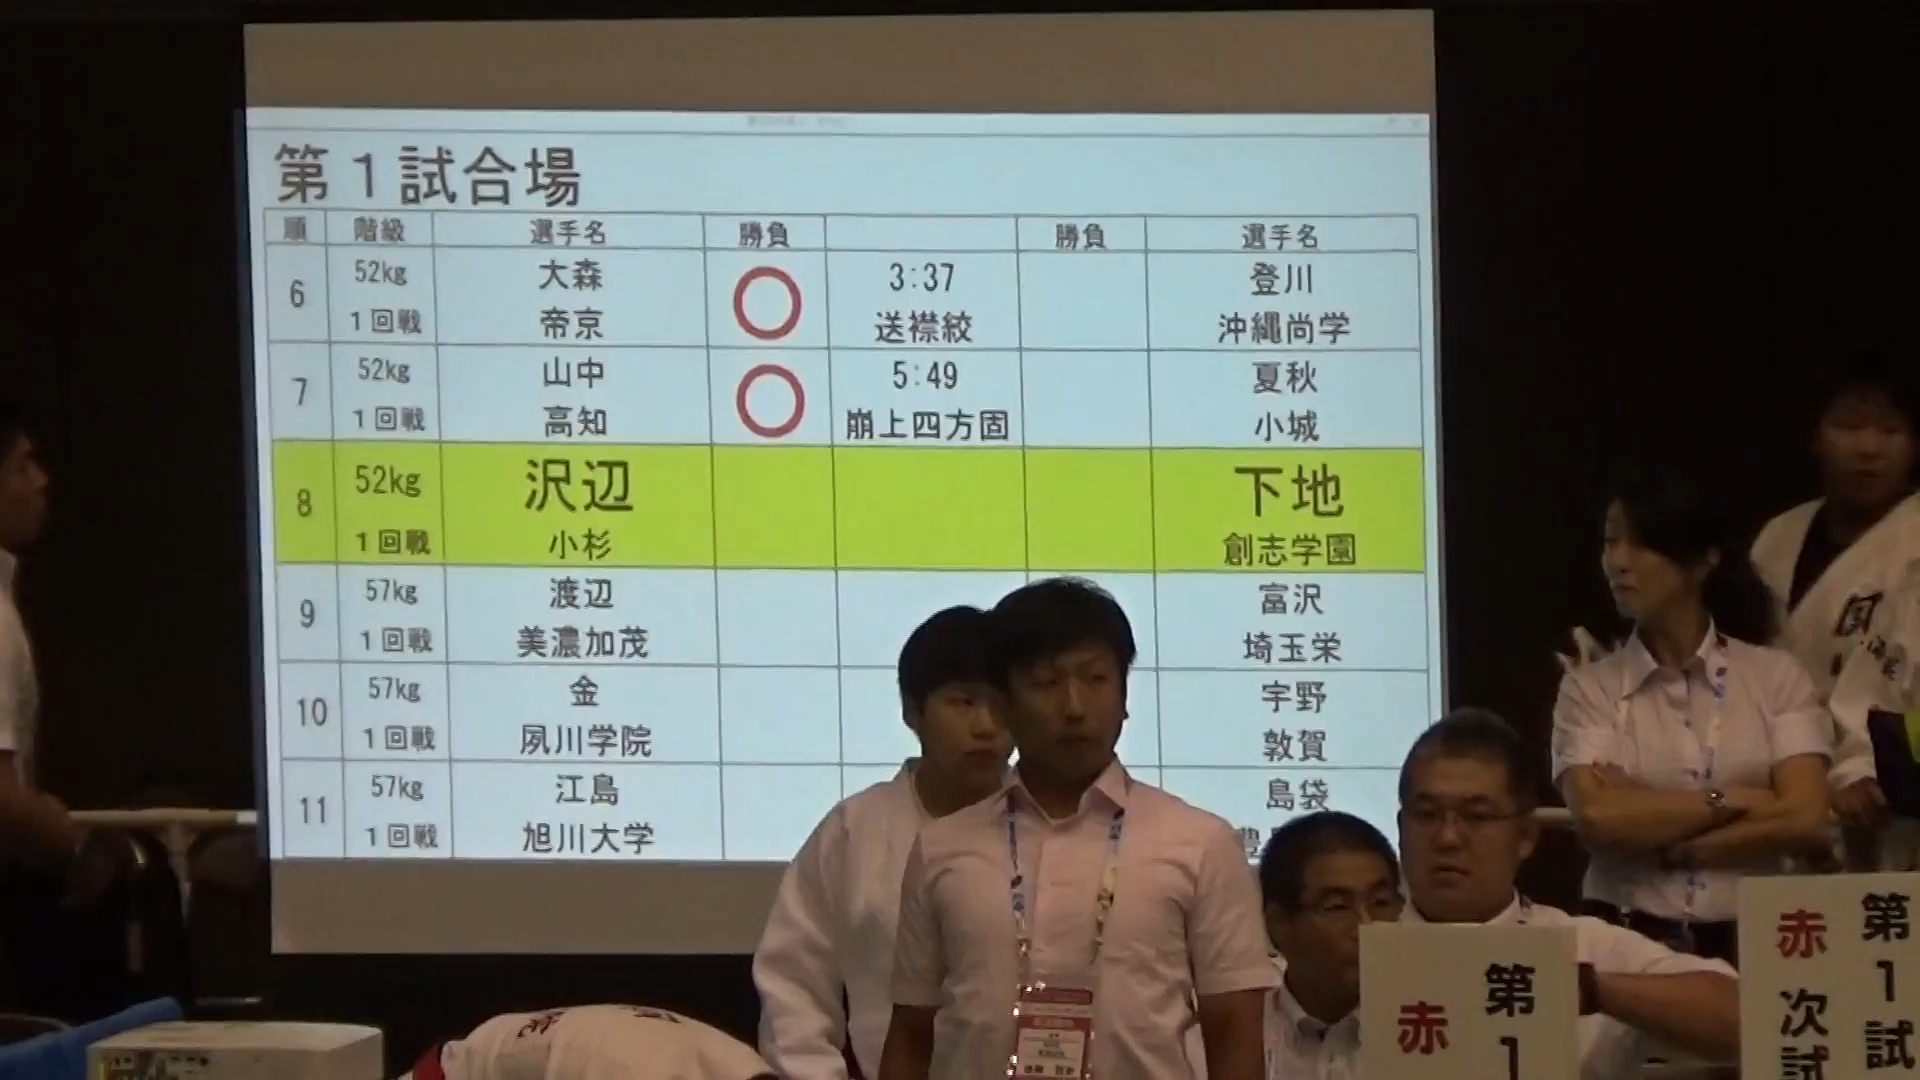 第１試合場
順 階級 選手名 勝負 勝負 選手名
6 52kg 大森 3:37 登川
１回戦 帝京 送襟絞 沖縄尚学
7 52kg 山中 5:49 夏秋
１回戦 高知 崩上四方固 小城
8 52kg 沢辺 下地
１回戦 小杉 創志学園
9 57kg 渡辺 富沢
１回戦 美濃加茂 埼玉栄
10 57kg 金 宇野
１回戦 夙川学院 敦賀
11 57kg 江島 島袋
１回戦 旭川大学
第１
赤
第１試
赤 次試